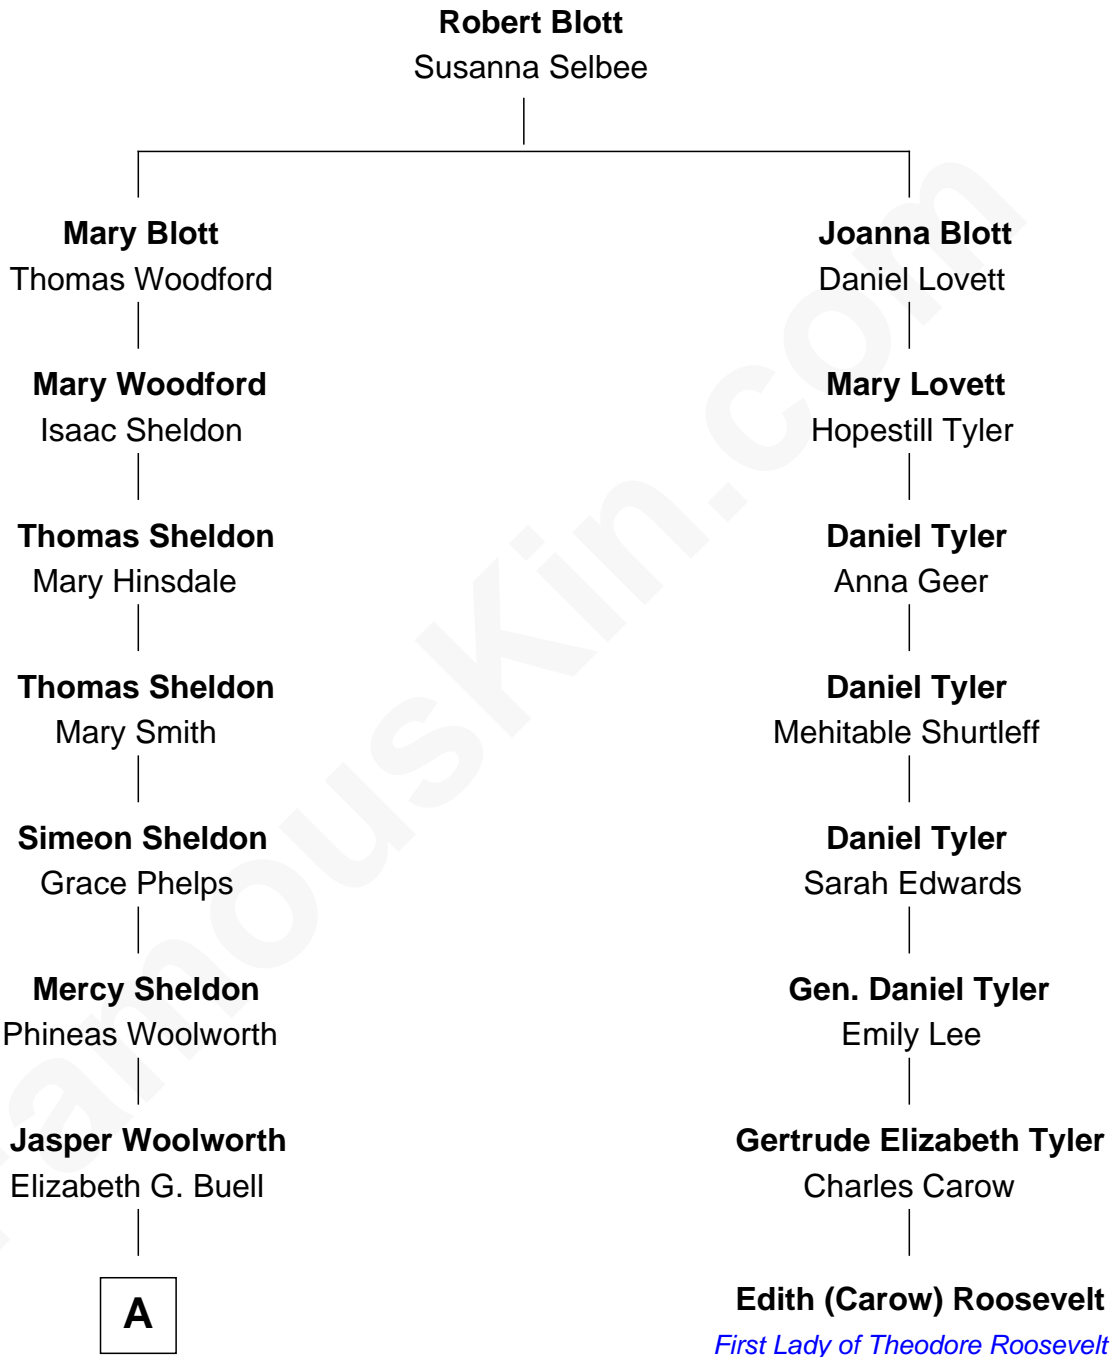 Robert Blott
Susanna Selbee
Mary Blott
Thomas Woodford
Joanna Blott
Daniel Lovett
Mary Woodford
Isaac Sheldon
Mary Lovett
Hopestill Tyler
Thomas Sheldon
Mary Hinsdale
Daniel Tyler
Anna Geer
Thomas Sheldon
Mary Smith
Daniel Tyler
Mehitable Shurtleff
Simeon Sheldon
Grace Phelps
Daniel Tyler
Sarah Edwards
Mercy Sheldon
Phineas Woolworth
Gen. Daniel Tyler
Emily Lee
Jasper Woolworth
Elizabeth G. Buell
Gertrude Elizabeth Tyler
Charles Carow
A
Edith (Carow) Roosevelt
First Lady of Theodore Roosevelt
FamousKin.com